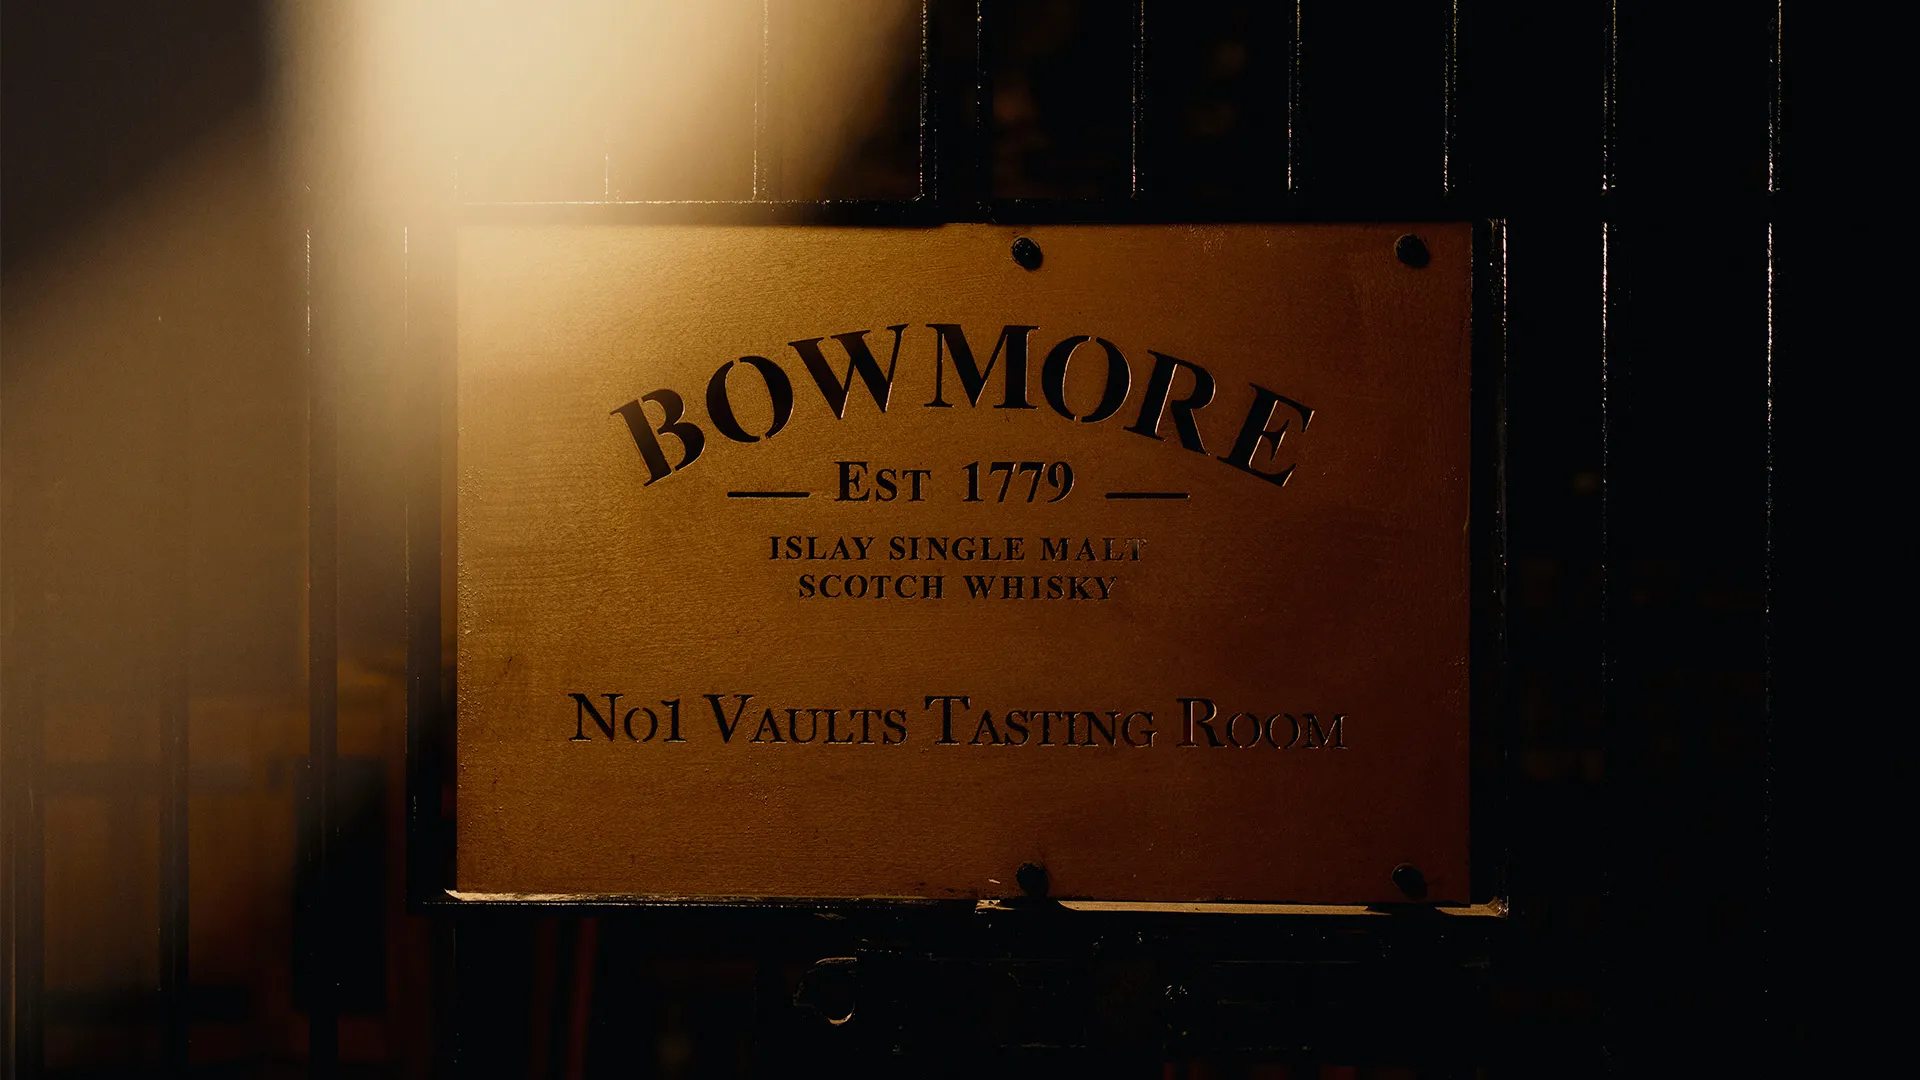 BOWMORE
EST 1779
ISLAY SINGLE MALT
SCOTCH WHISKY
No1 VAULTS TASTING ROOM